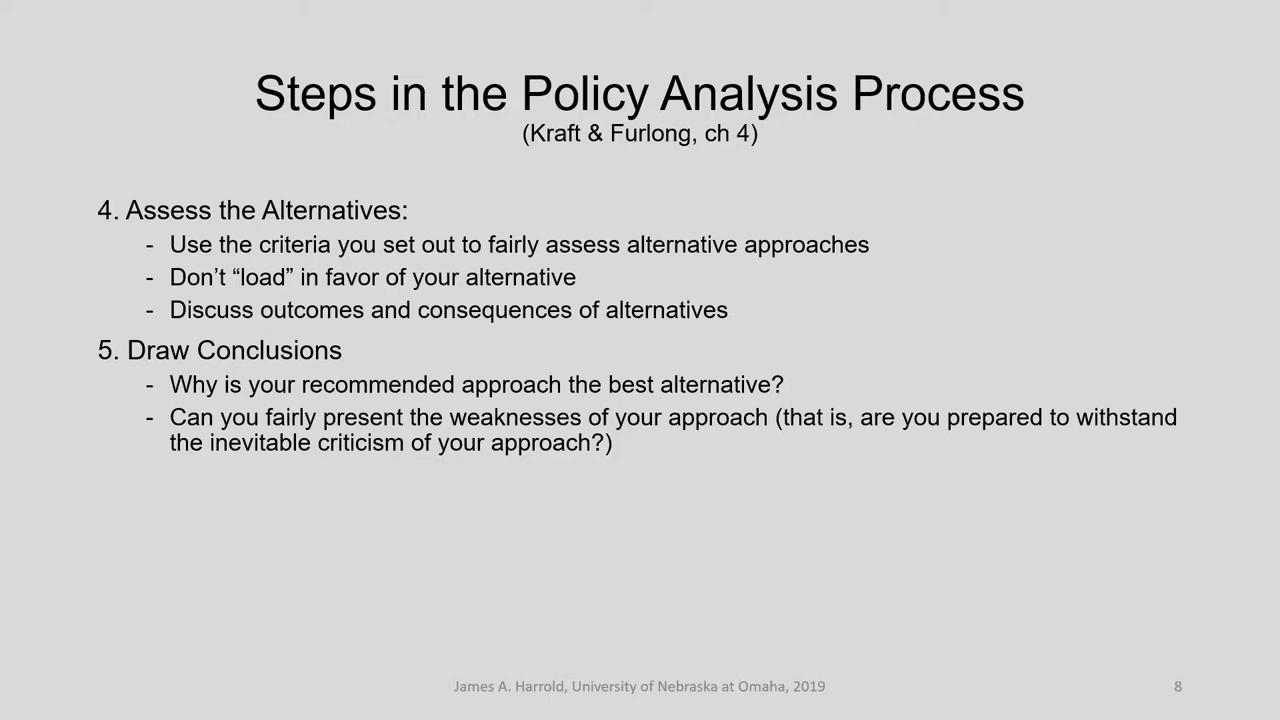 Steps in the Policy Analysis Process
(Kraft & Furlong, ch 4)
4. Assess the Alternatives:
- Use the criteria you set out to fairly assess alternative approaches
- Don’t “load” in favor of your alternative
- Discuss outcomes and consequences of alternatives
5. Draw Conclusions
- Why is your recommended approach the best alternative?
- Can you fairly present the weaknesses of your approach (that is, are you prepared to withstand
the inevitable criticism of your approach?)
James A. Harrold, University of Nebraska at Omaha, 2019
8